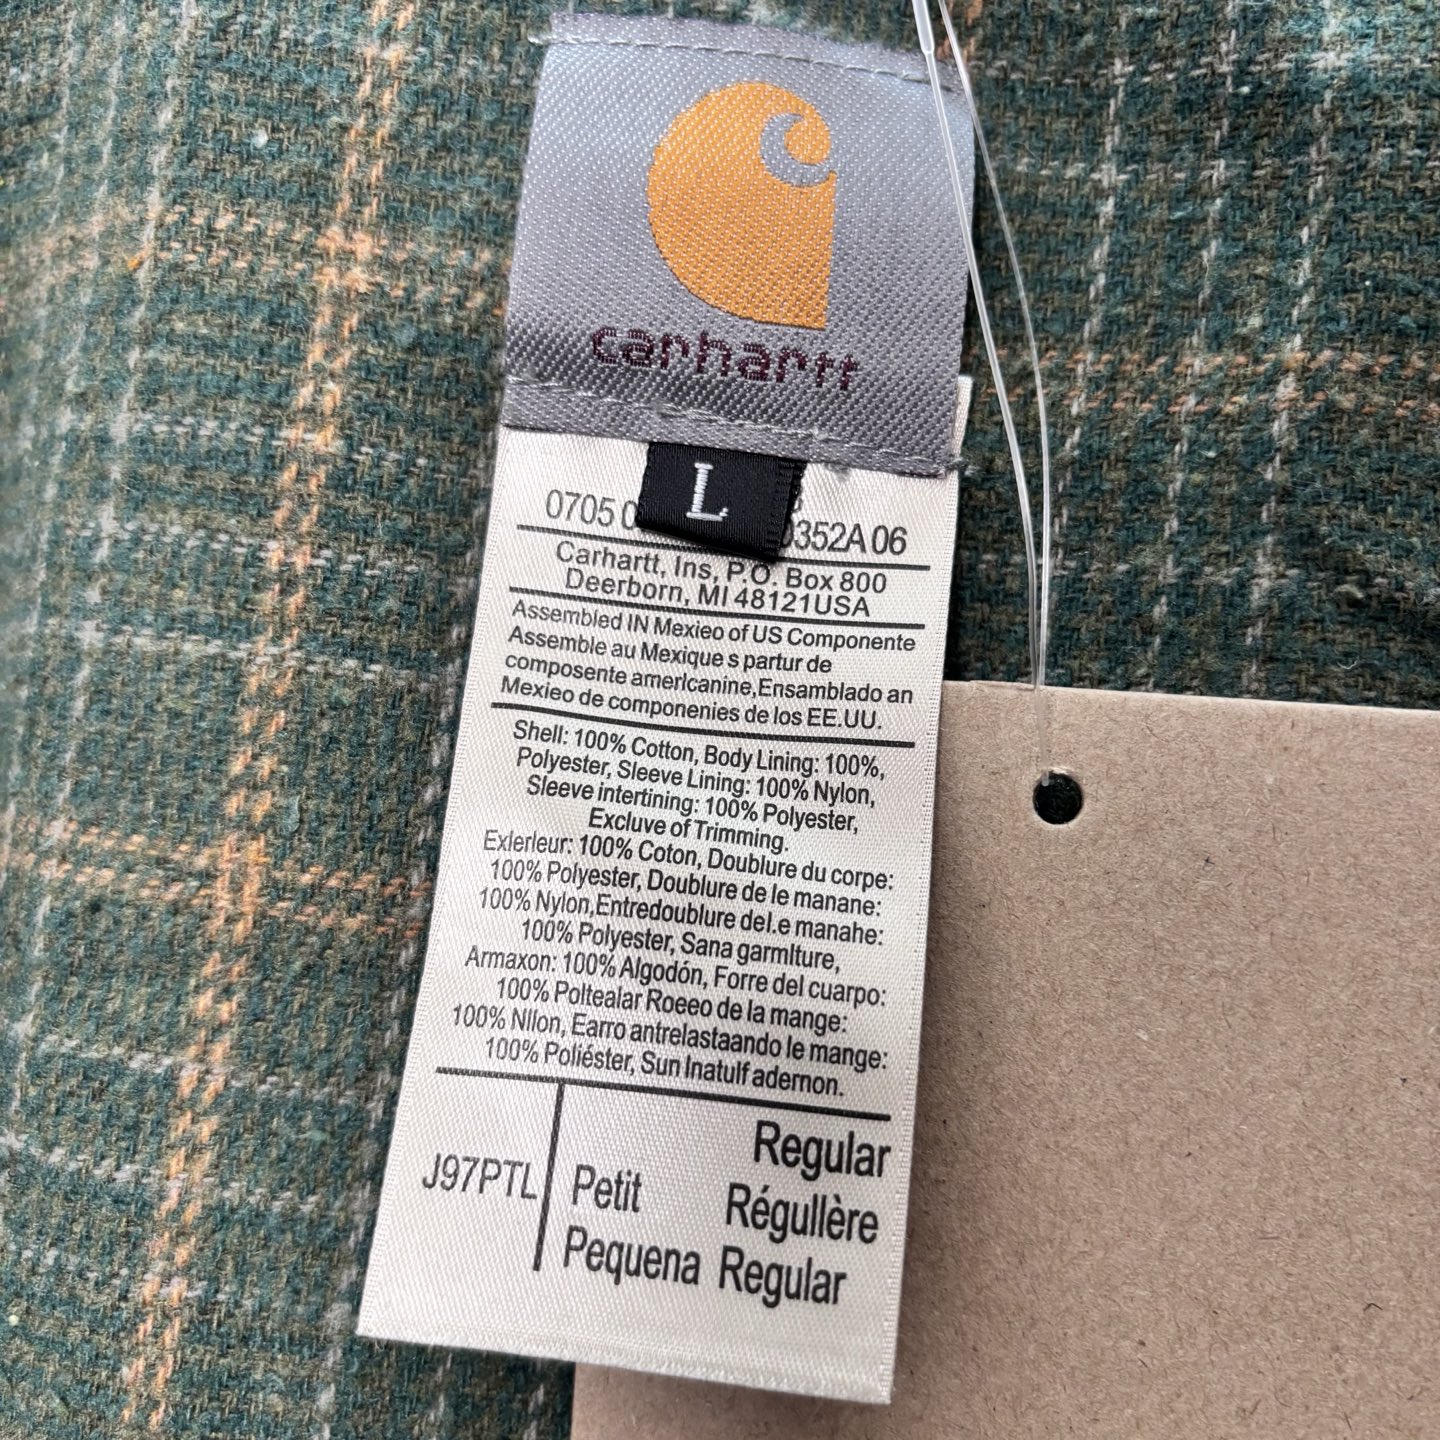 carhartt
L
0705 0 0352A 06
Carhartt, Ins, P.O. Box 800
Deerborn, MI 48121USA
Assembled IN Mexieo of US Componente
Assemble au Mexique s partur de
composente amerlcanine,Ensamblado an
Mexieo de componenies de los EE.UU.
Shell: 100% Cotton, Body Lining: 100%,
Polyester, Sleeve Lining: 100% Nylon,
Sleeve intertining: 100% Polyester,
Excluve of Trimming.
Exlerleur: 100% Coton, Doublure du corpe:
100% Polyester, Doublure de le manane:
100% Nylon,Entredoublure del.e manahe:
100% Polyester, Sana garmlture,
Armaxon: 100% Algodón, Forre del cuarpo:
100% Poltealar Roeeo de la mange:
100% Nllon, Earro antrelastaando le mange:
100% Poliéster, Sun lnatulf adernon.
Regular
J97PTL Petit Régullère
Pequena Regular